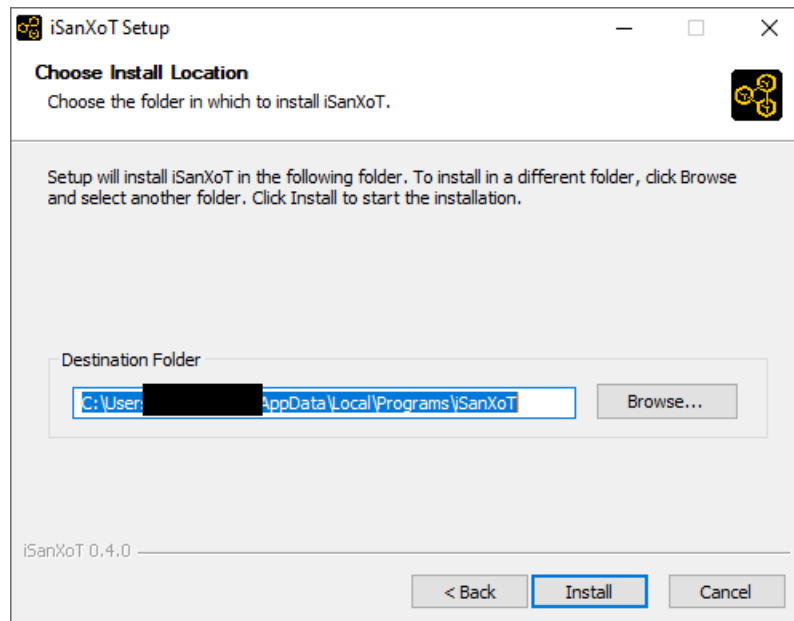 iSanXoT Setup
Choose Install Location
Choose the folder in which to install iSanXoT.
Setup will install iSanXoT in the following folder. To install in a different folder, click Browse
and select another folder. Click Install to start the installation.
Destination Folder
C:\User AppData\Local\Programs\iSanXoT
Browse...
iSanXoT 0.4.0
< Back
Install
Cancel